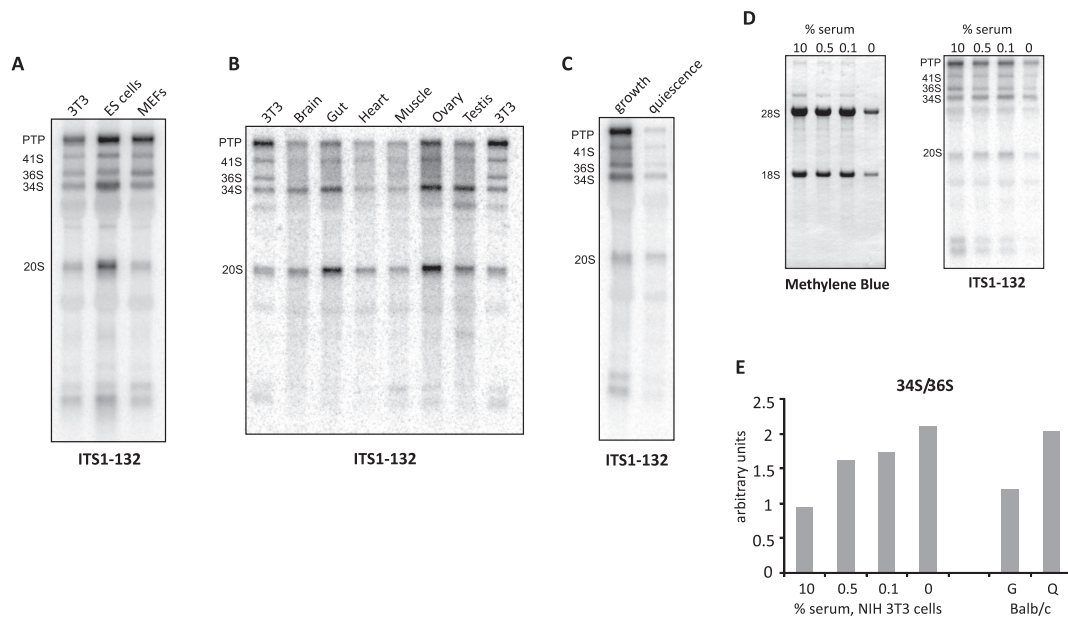 A
3T3
ES cells
MEFs
PTP
41S
36S
34S
20S
ITS1-132
B
3T3
Brain
Gut
Heart
Muscle
Ovary
Testis
3T3
PTP
41S
36S
34S
20S
ITS1-132
C
growth
quiescence
PTP
41S
36S
34S
20S
ITS1-132
D
% serum
10 0.5 0.1 0
28S
18S
Methylene Blue
% serum
10 0.5 0.1 0
PTP
41S
36S
34S
20S
ITS1-132
E
34S/36S
arbitrary units
2.5
2
1.5
1
0.5
0
10 0.5 0.1 0 G Q
% serum, NIH 3T3 cells Balb/c